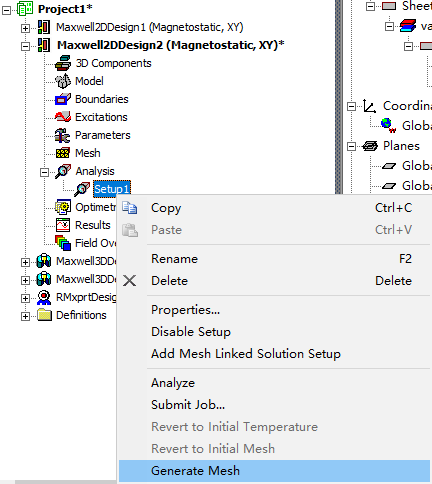 Project1*
Maxwell2DDesign1 (Magnetostatic, XY)
Maxwell2DDesign2 (Magnetostatic, XY)*
3D Components
Model
Boundaries
Excitations
Parameters
Mesh
Analysis
Setup1
Optimetr
Results
Field Ove
Maxwell3DDe
Maxwell3DDe
RMxprtDesig
Definitions
Sheet
va
Coordina
Globa
Planes
Globa
Globa
Copy Ctrl+C
Paste Ctrl+V
Rename F2
Delete Delete
Properties...
Disable Setup
Add Mesh Linked Solution Setup
Analyze
Submit Job...
Revert to Initial Temperature
Revert to Initial Mesh
Generate Mesh